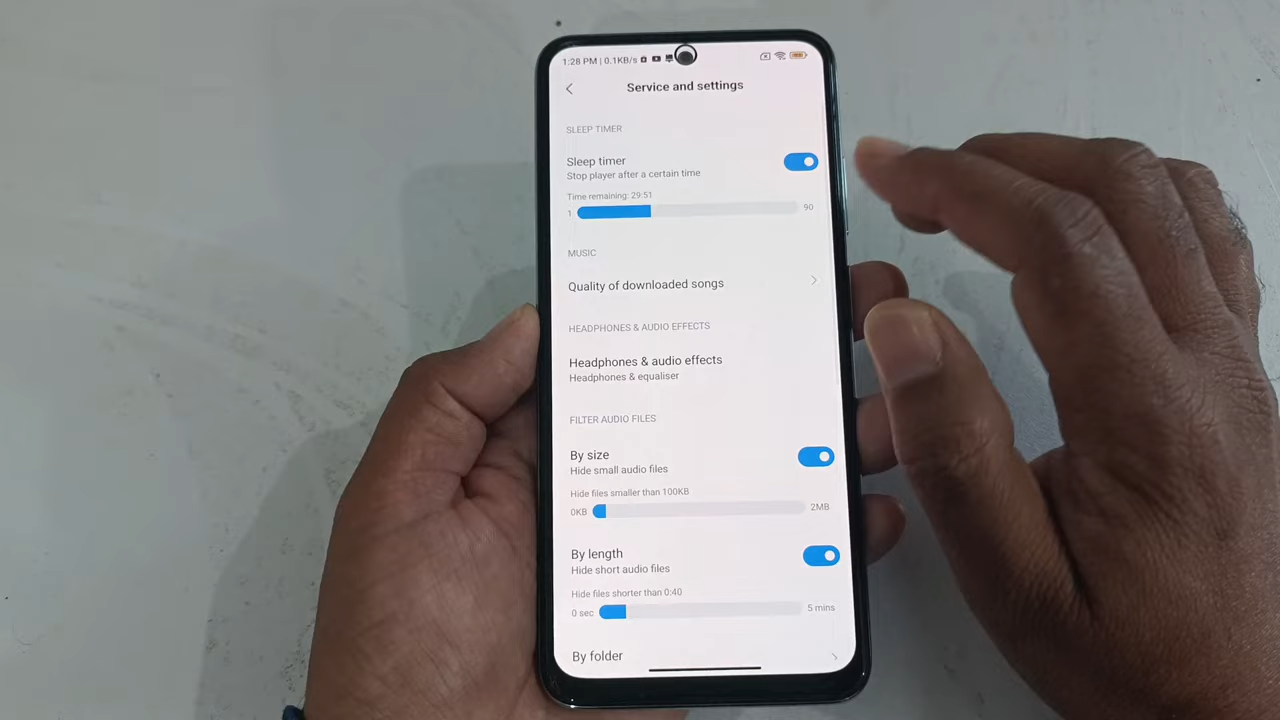 1:28 PM | 0.1KB/s
Service and settings
SLEEP TIMER
Sleep timer
Stop player after a certain time
Time remaining: 29:51
1 90
MUSIC
Quality of downloaded songs
HEADPHONES & AUDIO EFFECTS
Headphones & audio effects
Headphones & equaliser
FILTER AUDIO FILES
By size
Hide small audio files
Hide files smaller than 100KB
0KB 2MB
By length
Hide short audio files
Hide files shorter than 0:40
0 sec 5 mins
By folder